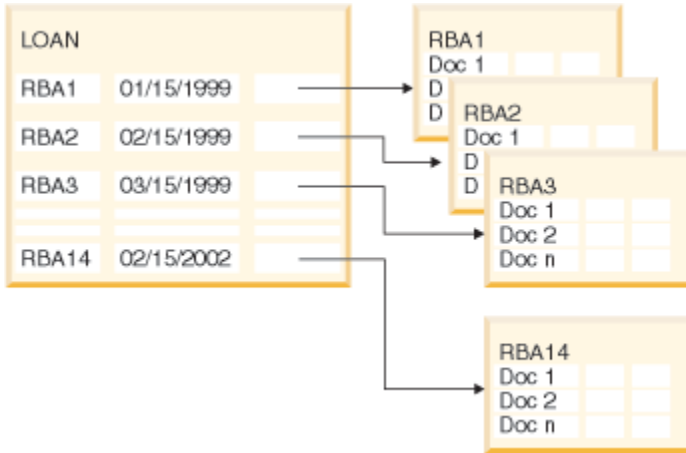 LOAN
RBA1 01/15/1999
RBA2 02/15/1999
RBA3 03/15/1999
RBA14 02/15/2002
RBA1
Doc 1
D
D
RBA2
Doc 1
D
D
RBA3
Doc 1
Doc 2
Doc n
RBA14
Doc 1
Doc 2
Doc n